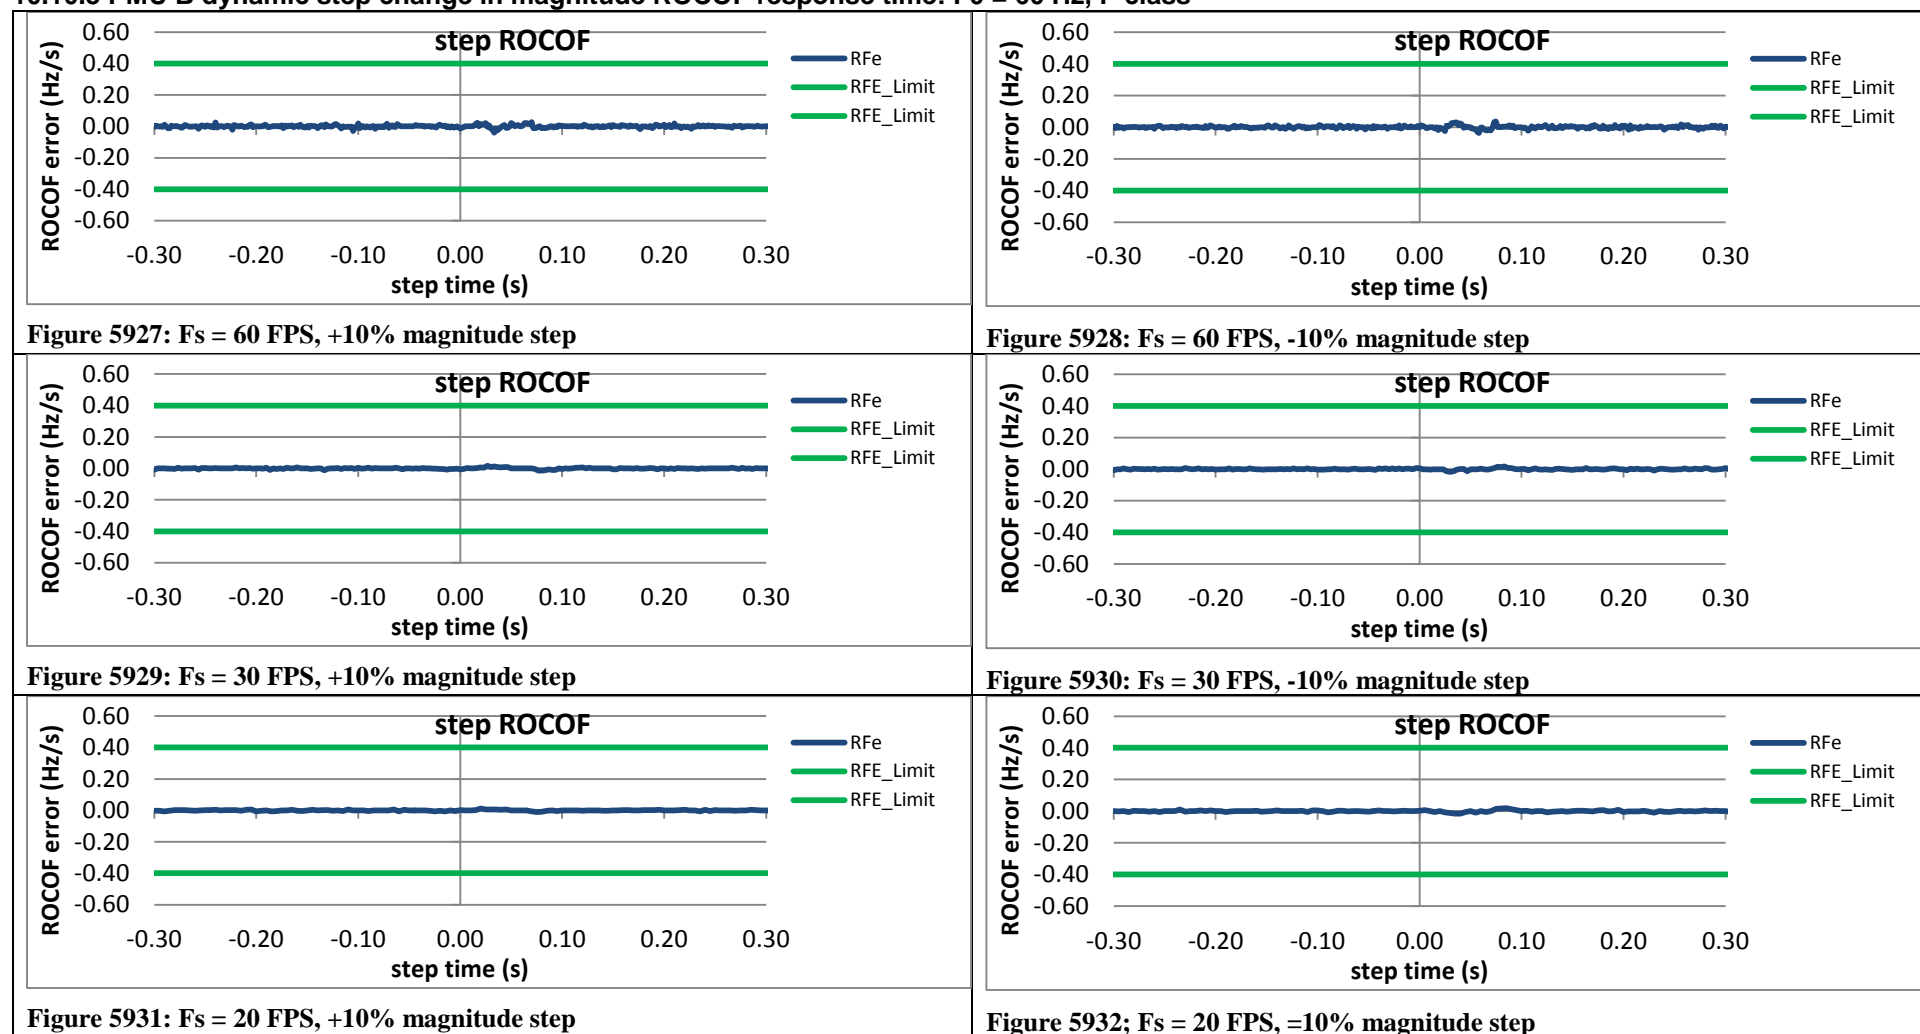 PMU B dynamic step change in magnitude ROCOF response time: = 60 Hz, class
step ROCOF
ROCOF error (Hz/s)
0.60
0.40
0.20
0.00
-0.20
-0.40
-0.60
-0.30 -0.20 -0.10 0.00 0.10 0.20 0.30
step time (s)
RFe
RFE_Limit
RFE_Limit
Figure 5927: Fs = 60 FPS, +10% magnitude step
step ROCOF
ROCOF error (Hz/s)
0.60
0.40
0.20
0.00
-0.20
-0.40
-0.60
-0.30 -0.20 -0.10 0.00 0.10 0.20 0.30
step time (s)
RFe
RFE_Limit
RFE_Limit
Figure 5928: Fs = 60 FPS, -10% magnitude step
step ROCOF
ROCOF error (Hz/s)
0.60
0.40
0.20
0.00
-0.20
-0.40
-0.60
-0.30 -0.20 -0.10 0.00 0.10 0.20 0.30
step time (s)
RFe
RFE_Limit
RFE_Limit
Figure 5929: Fs = 30 FPS, +10% magnitude step
step ROCOF
ROCOF error (Hz/s)
0.60
0.40
0.20
0.00
-0.20
-0.40
-0.60
-0.30 -0.20 -0.10 0.00 0.10 0.20 0.30
step time (s)
RFe
RFE_Limit
RFE_Limit
Figure 5930: Fs = 30 FPS, -10% magnitude step
step ROCOF
ROCOF error (Hz/s)
0.60
0.40
0.20
0.00
-0.20
-0.40
-0.60
-0.30 -0.20 -0.10 0.00 0.10 0.20 0.30
step time (s)
RFe
RFE_Limit
RFE_Limit
Figure 5931: Fs = 20 FPS, +10% magnitude step
step ROCOF
ROCOF error (Hz/s)
0.60
0.40
0.20
0.00
-0.20
-0.40
-0.60
-0.30 -0.20 -0.10 0.00 0.10 0.20 0.30
step time (s)
RFe
RFE_Limit
RFE_Limit
Figure 5932; Fs = 20 FPS, =10% magnitude step